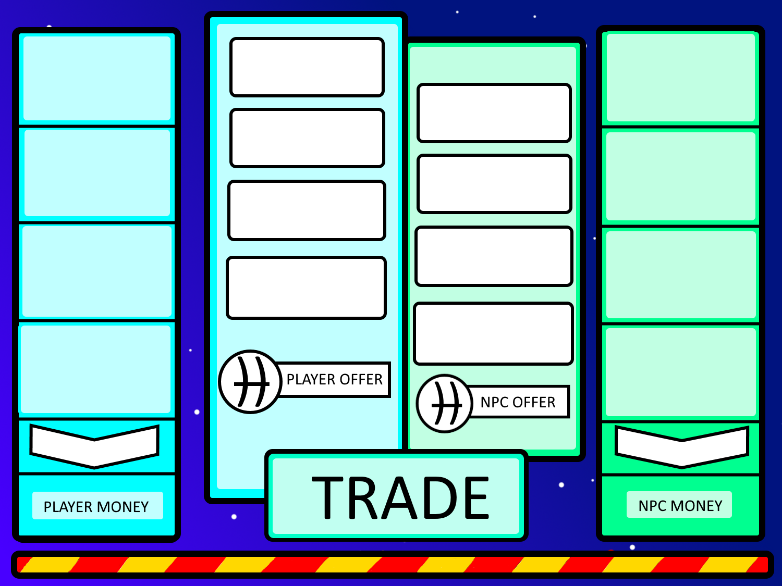 PLAYER OFFER
NPC OFFER
TRADE
PLAYER MONEY
NPC MONEY